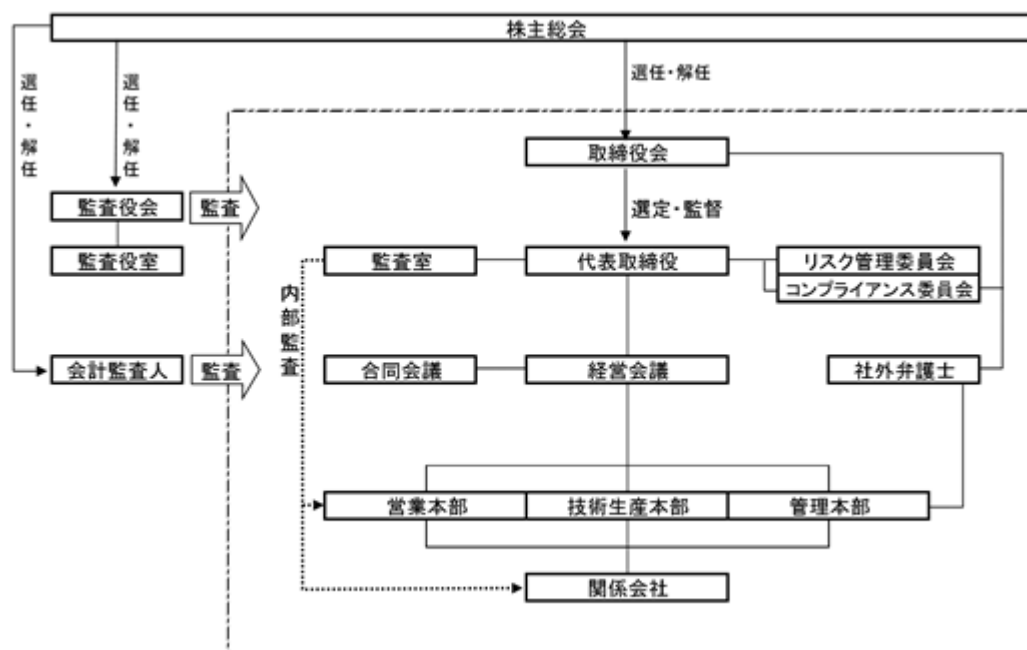 株主総会
選任・解任
選任・解任
選任・解任
取締役会
監査役会
監査
選定・監督
監査役室
監査室
代表取締役
リスク管理委員会
コンプライアンス委員会
内部監査
会計監査人
監査
合同会議
経営会議
社外弁護士
営業本部
技術生産本部
管理本部
関係会社